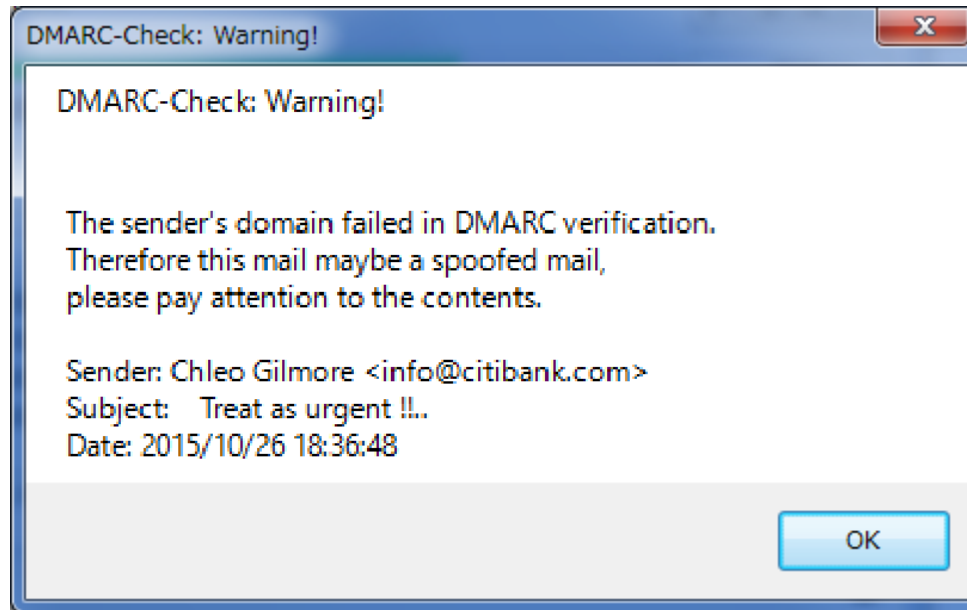 DMARC-Check: Warning!
DMARC-Check: Warning!
The sender's domain failed in DMARC verification.
Therefore this mail maybe a spoofed mail,
please pay attention to the contents.
Sender: Chleo Gilmore <info@citibank.com>
Subject: Treat as urgent !!..
Date: 2015/10/26 18:36:48
OK